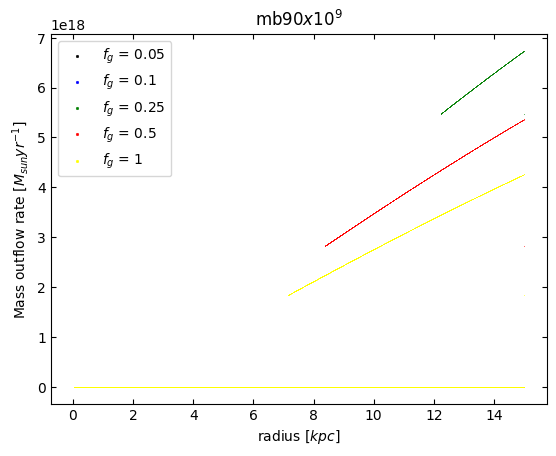 mb90x10^9
1e18
7
6
5
4
3
2
1
0
Mass outflow rate [M_{sun}yr^{-1}]
f_g = 0.05
f_g = 0.1
f_g = 0.25
f_g = 0.5
f_g = 1
0 2 4 6 8 10 12 14
radius [kpc]